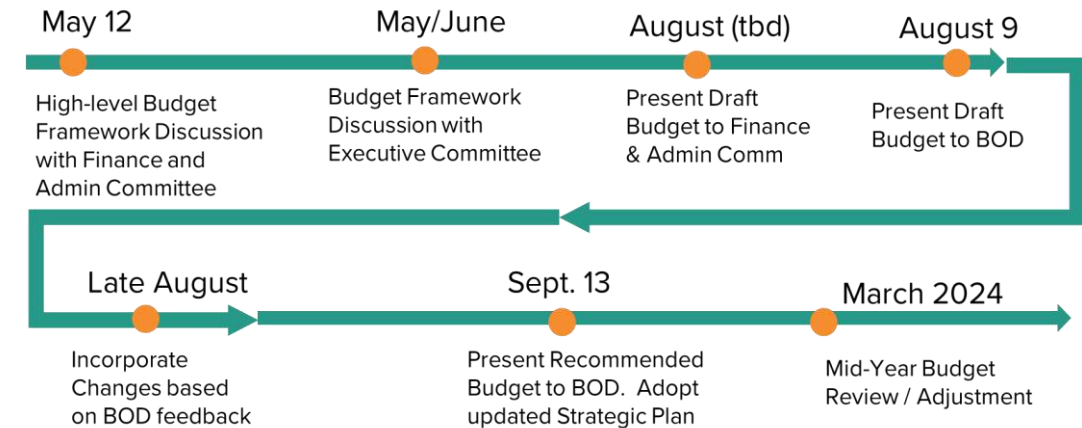 May 12
High-level Budget
Framework Discussion
with Finance and
Admin Committee
May/June
Budget Framework
Discussion with
Executive Committee
August (tbd)
Present Draft
Budget to Finance
& Admin Comm
August 9
Present Draft
Budget to BOD
Late August
Incorporate
Changes based
on BOD feedback
Sept. 13
Present Recommended
Budget to BOD.  Adopt
updated Strategic Plan
March 2024
Mid-Year Budget
Review / Adjustment